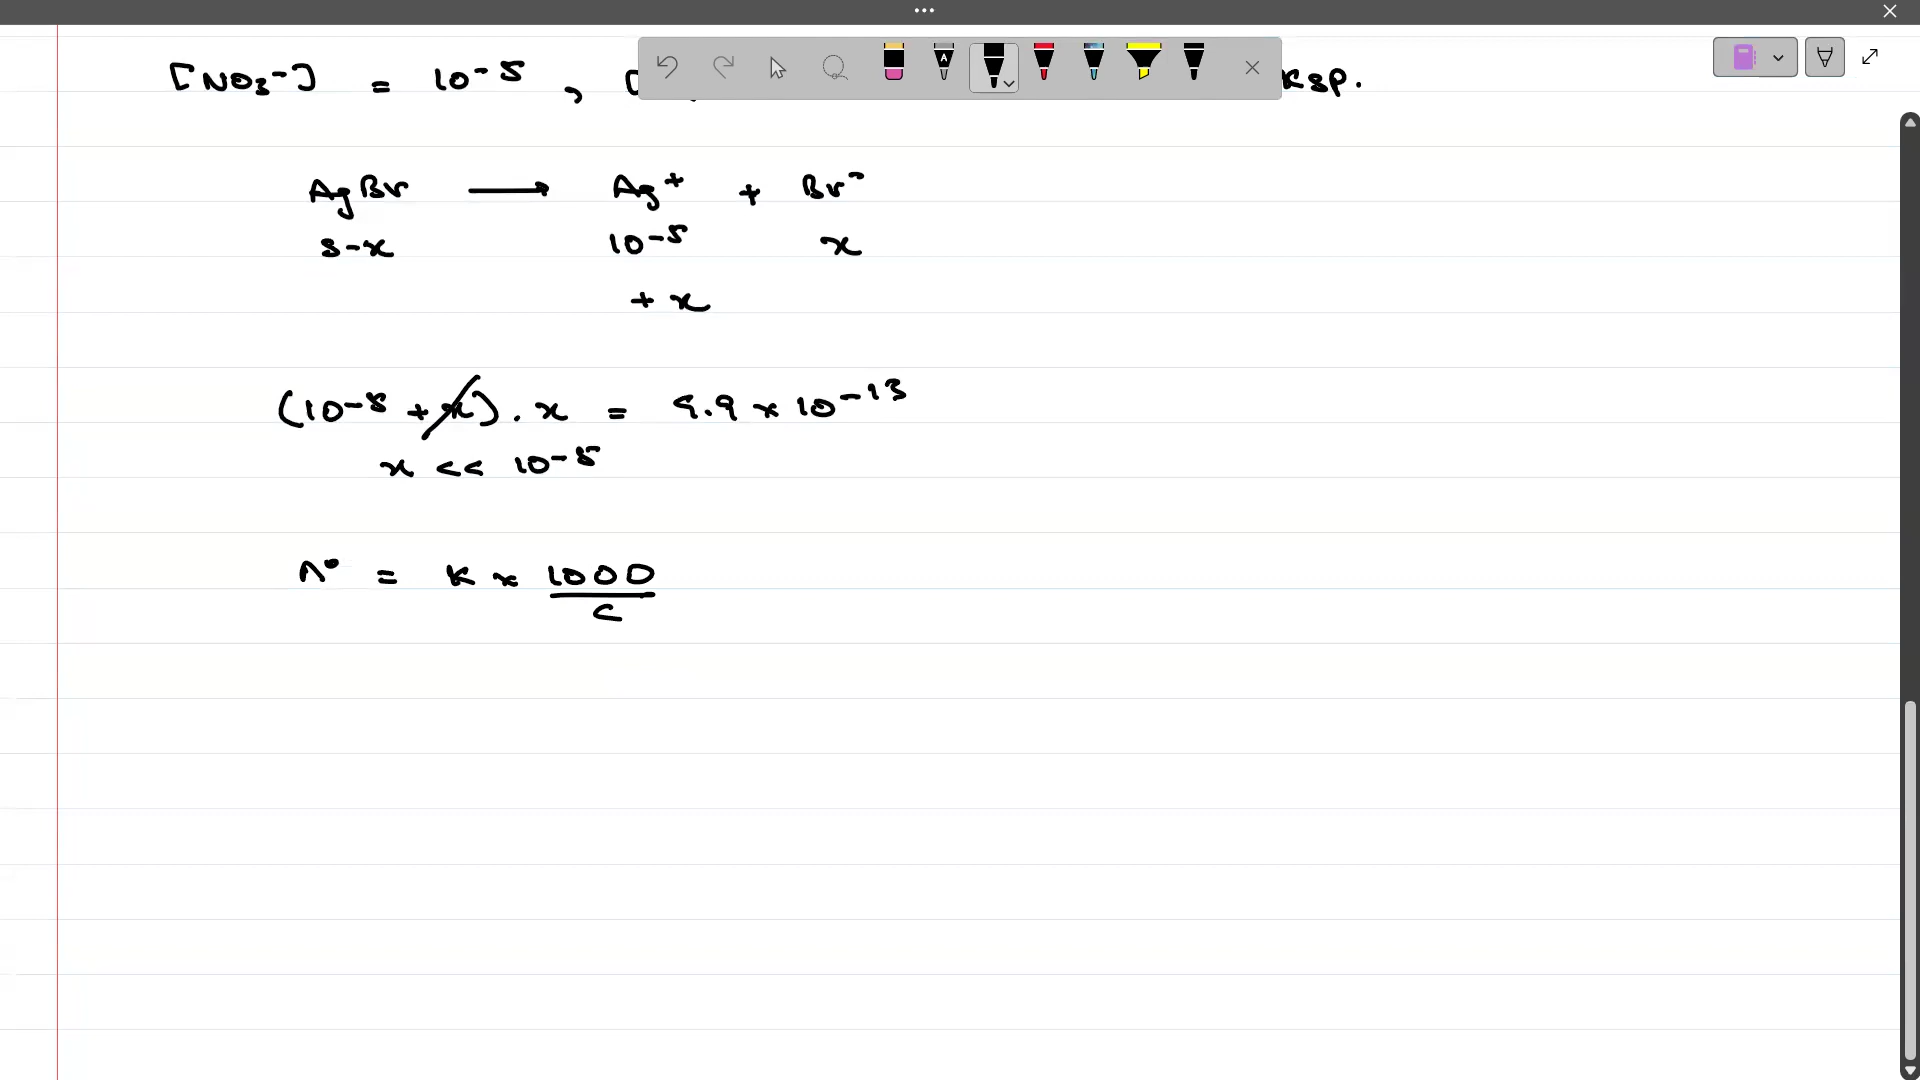 [NO3-] = 10-5 , [ Ksp.
AgBr → Ag+ + Br-
s-x 10-5 x
+ x
(10-5 + x) . x = 4.9 × 10-13
x << 10-5
Λ° = K × 1000
c